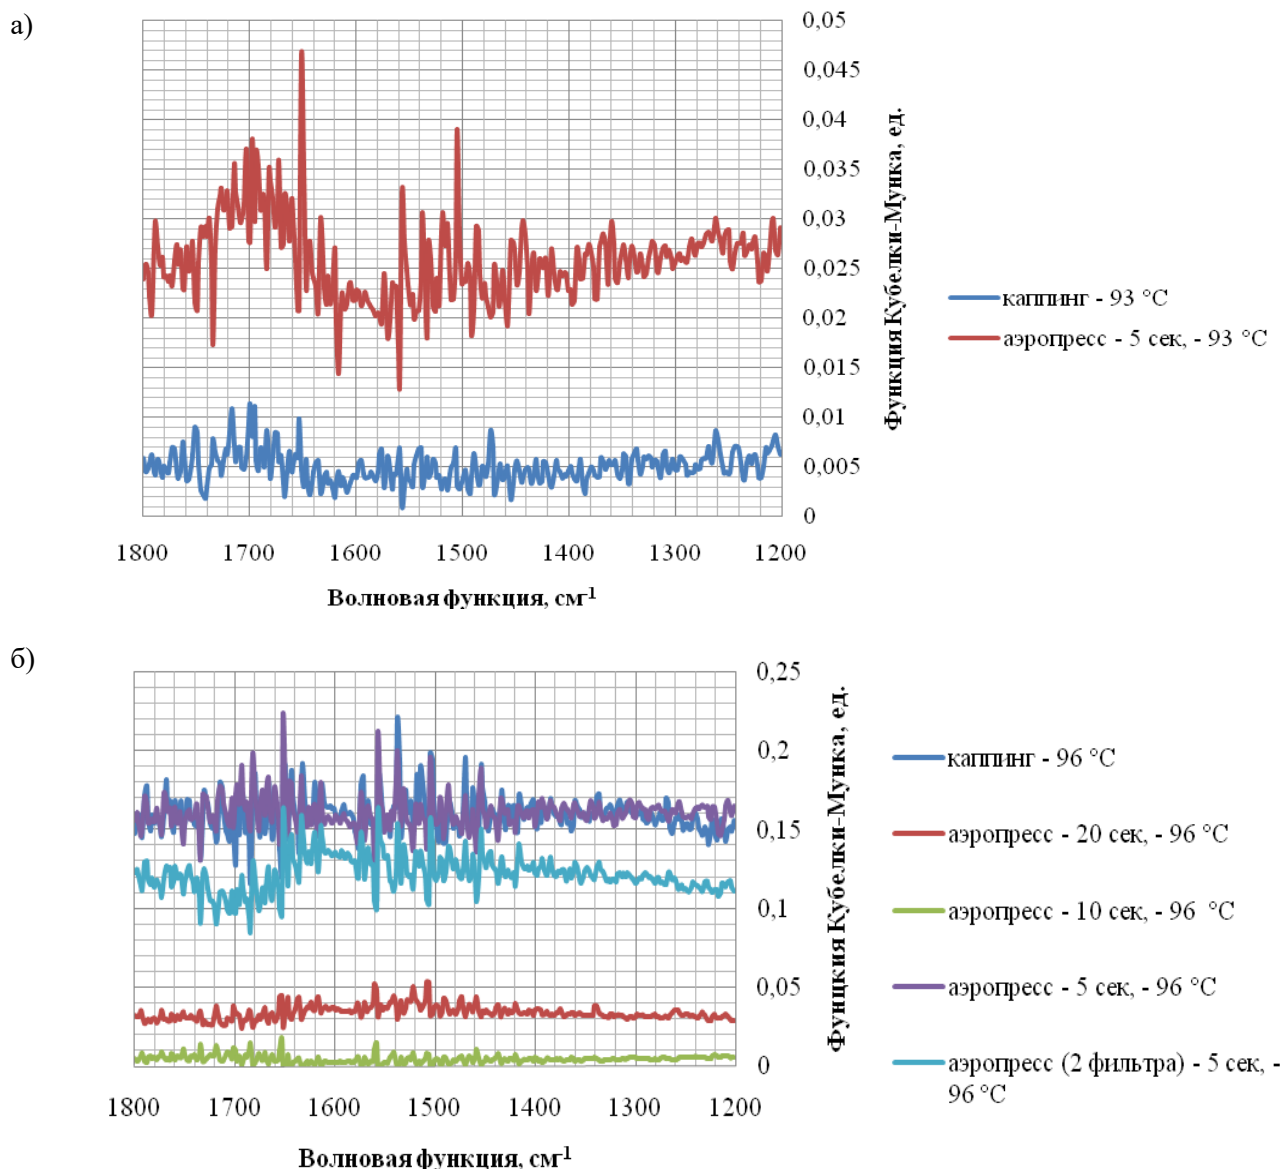 а)
0,05
0,045
0,04
0,035
0,03
0,025
0,02
0,015
0,01
0,005
0
Функция Кубелки-Мунка, ед.
1800 1700 1600 1500 1400 1300 1200
Волновая функция, см-1
каппинг - 93 °C
аэропресс - 5 сек, - 93 °C
б)
0,25
0,2
0,15
0,1
0,05
0
Фунцкия Кубелки-Мунка, ед.
1800 1700 1600 1500 1400 1300 1200
Волновая функция, см-1
каппинг - 96 °C
аэропресс - 20 сек, - 96 °C
аэропресс - 10 сек, - 96 °C
аэропресс - 5 сек, - 96 °C
аэропресс (2 фильтра) - 5 сек, -
96 °C